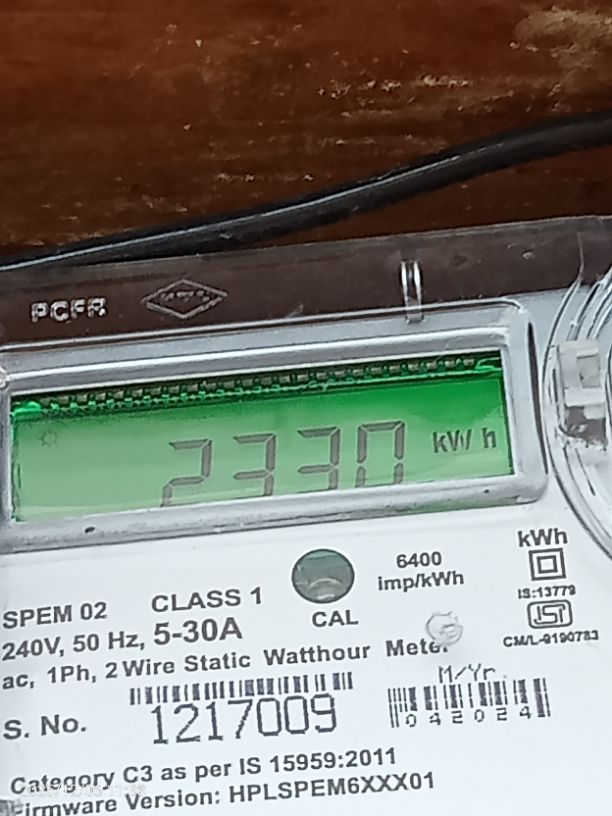 PCFR
2330 kWh
kWh
6400
imp/kWh
IS:13779
SPEM 02 CLASS 1
CAL
CM/L-9190783
240V, 50 Hz, 5-30A
ac, 1Ph, 2 Wire Static Watthour Meter
M/Yr.
S. No. 1217009
042024
Category C3 as per IS 15959:2011
Firmware Version: HPLSPEM6XXX01